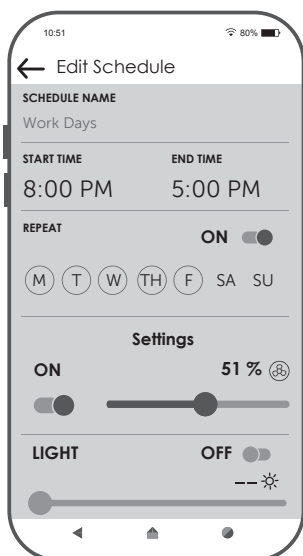 10:51 80%
Edit Schedule
SCHEDULE NAME
Work Days
START TIME END TIME
8:00 PM 5:00 PM
REPEAT ON
M T W TH F SA SU
Settings
ON 51 %
LIGHT OFF
--